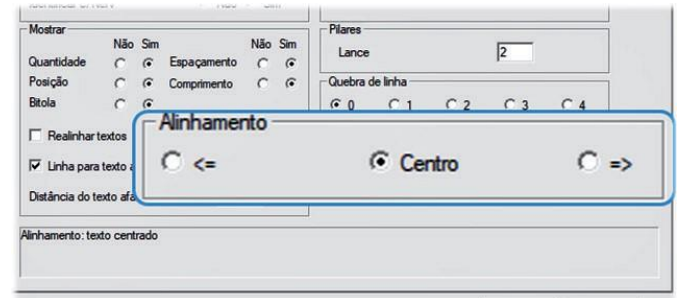 Mostrar
Não Sim Não Sim
Quantidade Espaçamento
Posição Comprimento
Bitola
Realinhar textos
Linha para texto
Distância do texto
Pilares
Lance 2
Quebra de linha
0 1 2 3 4
Alinhamento
<= Centro =>
Alinhamento: texto centrado